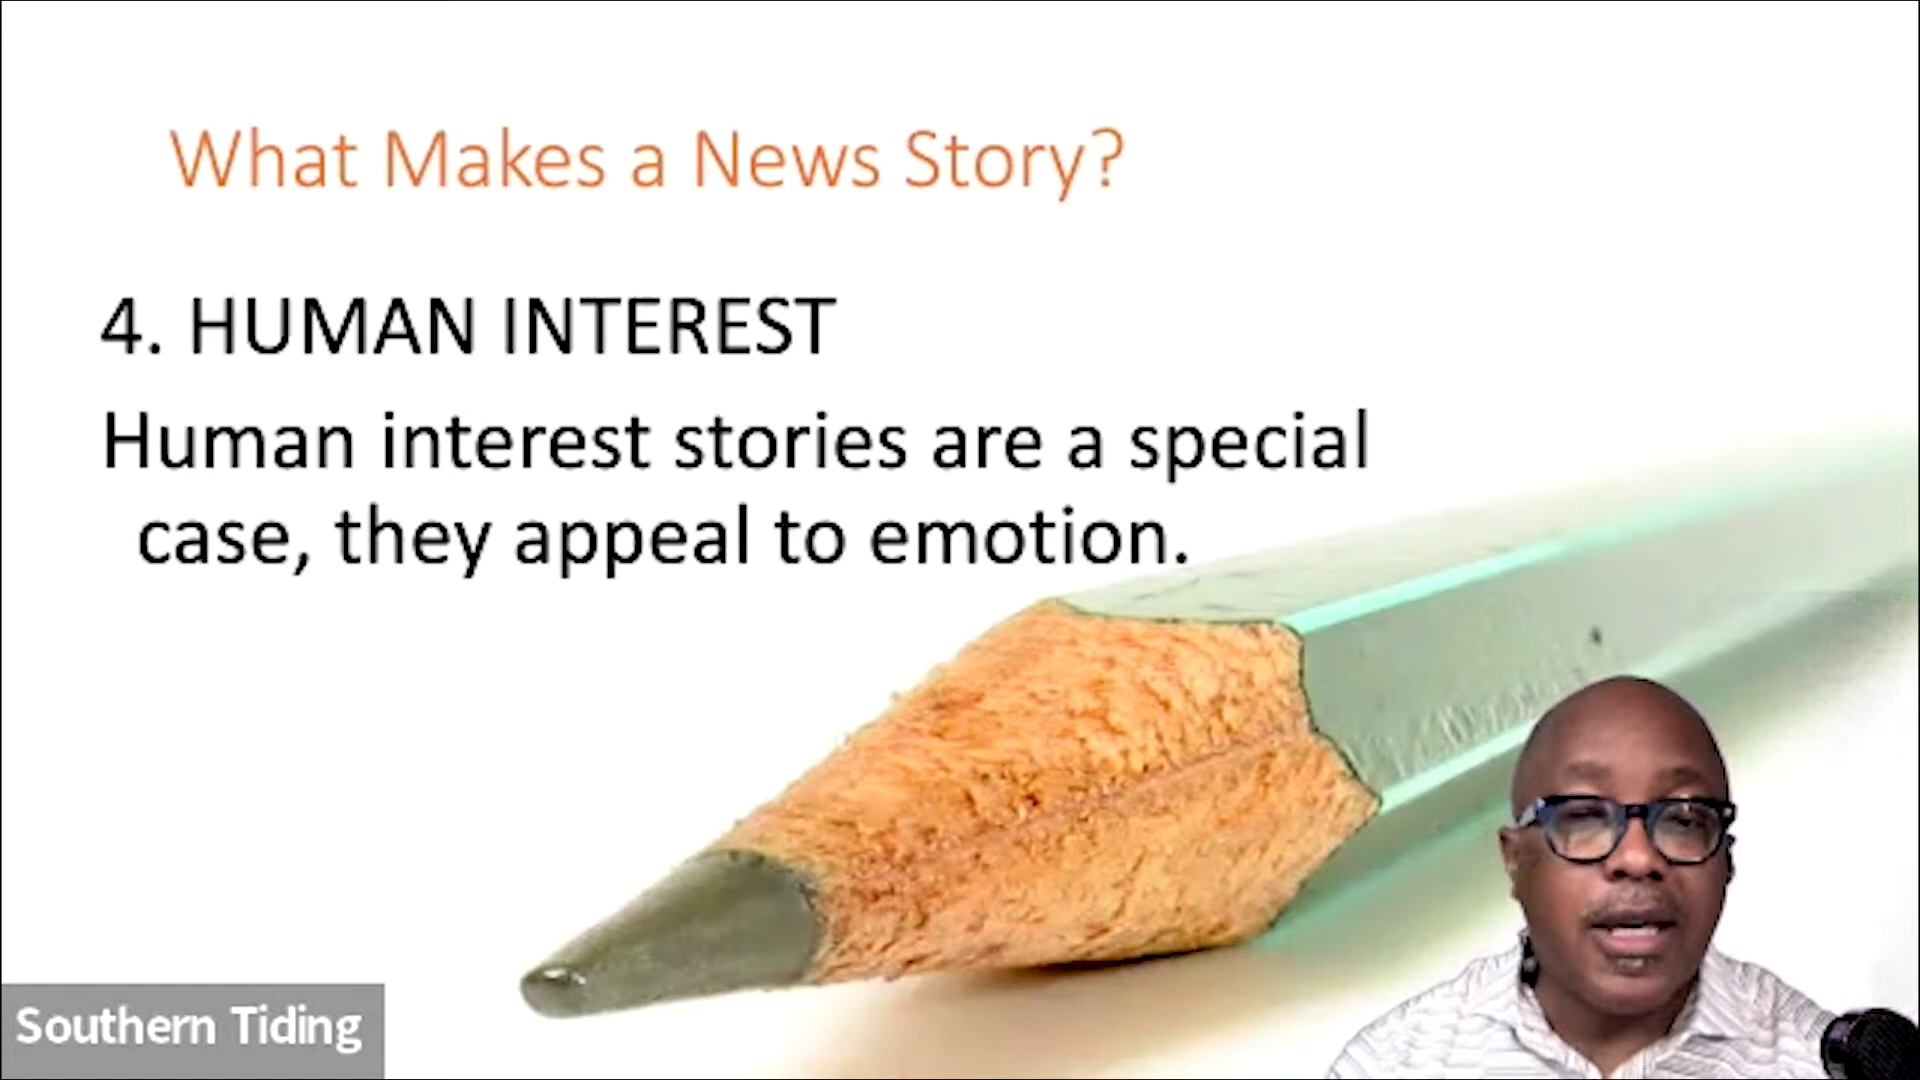 What Makes a News Story?
4. HUMAN INTEREST
Human interest stories are a special
case, they appeal to emotion.
Southern Tiding